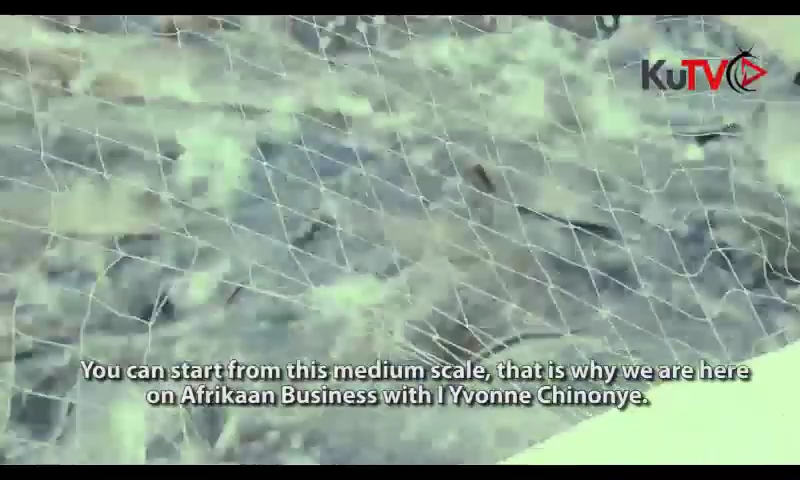 KuTV
You can start from this medium scale, that is why we are here
on Afrikaan Business with I Yvonne Chinonye.